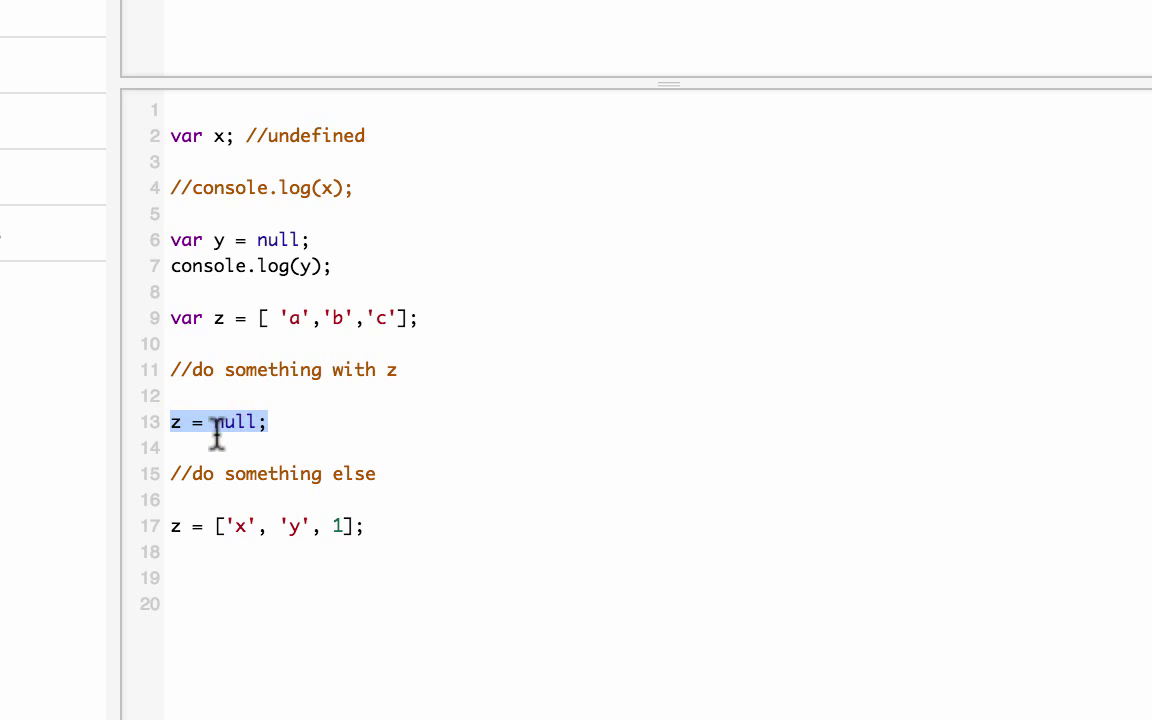 1
2 var x; //undefined
3
4 //console.log(x);
5
6 var y = null;
7 console.log(y);
8
9 var z = [ 'a','b','c'];
10
11 //do something with z
12
13 z = null;
14
15 //do something else
16
17 z = ['x', 'y', 1];
18
19
20